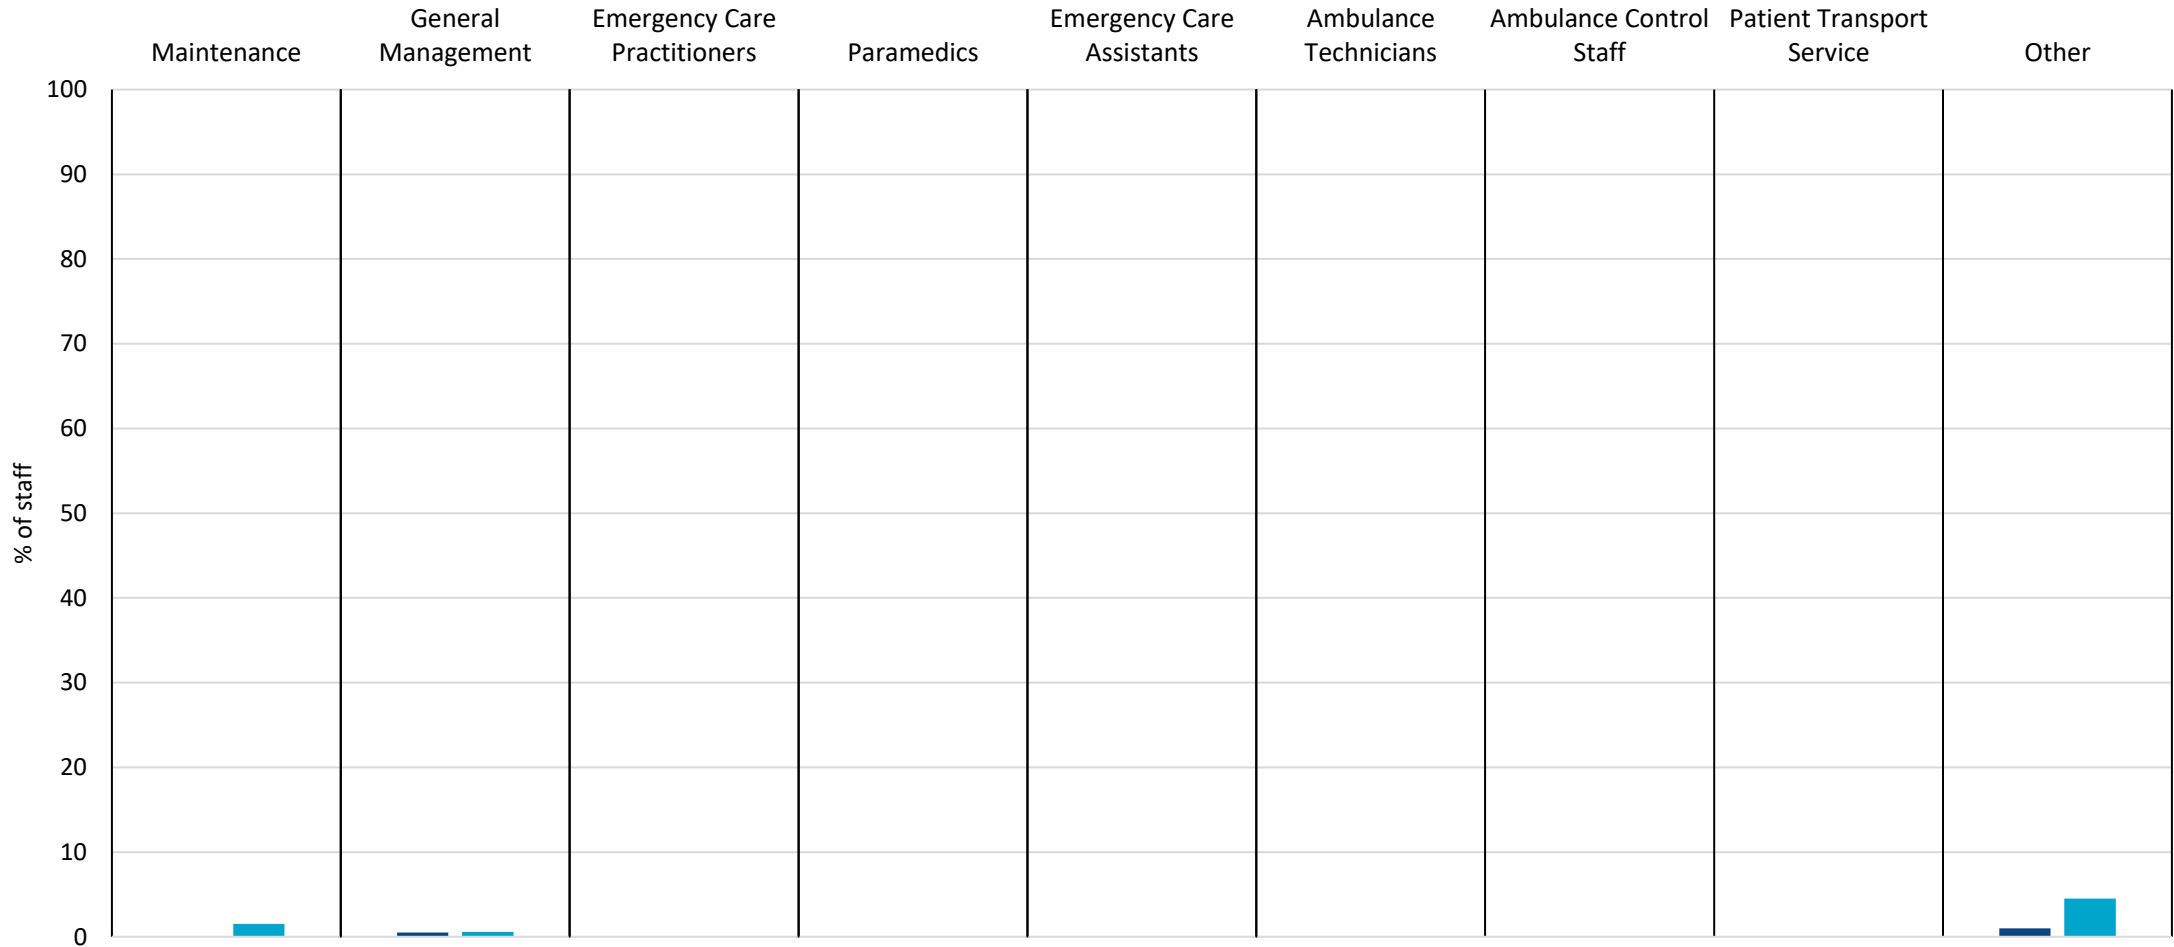 Maintenance
General
Management
Emergency Care
Practitioners
Paramedics
Emergency Care
Assistants
Ambulance
Technicians
Ambulance Control
Staff
Patient Transport
Service
Other
% of staff
100
90
80
70
60
50
40
30
20
10
0